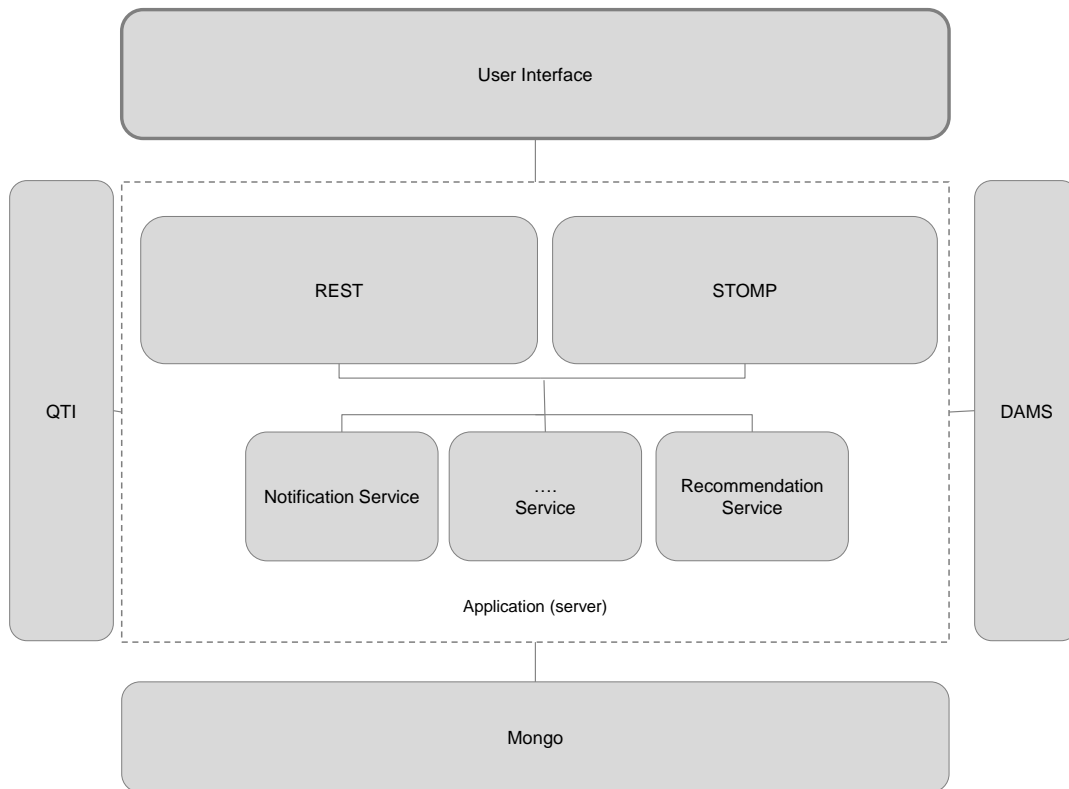 User Interface
REST
STOMP
QTI
DAMS
Notification Service
....
Service
Recommendation
Service
Application (server)
Mongo